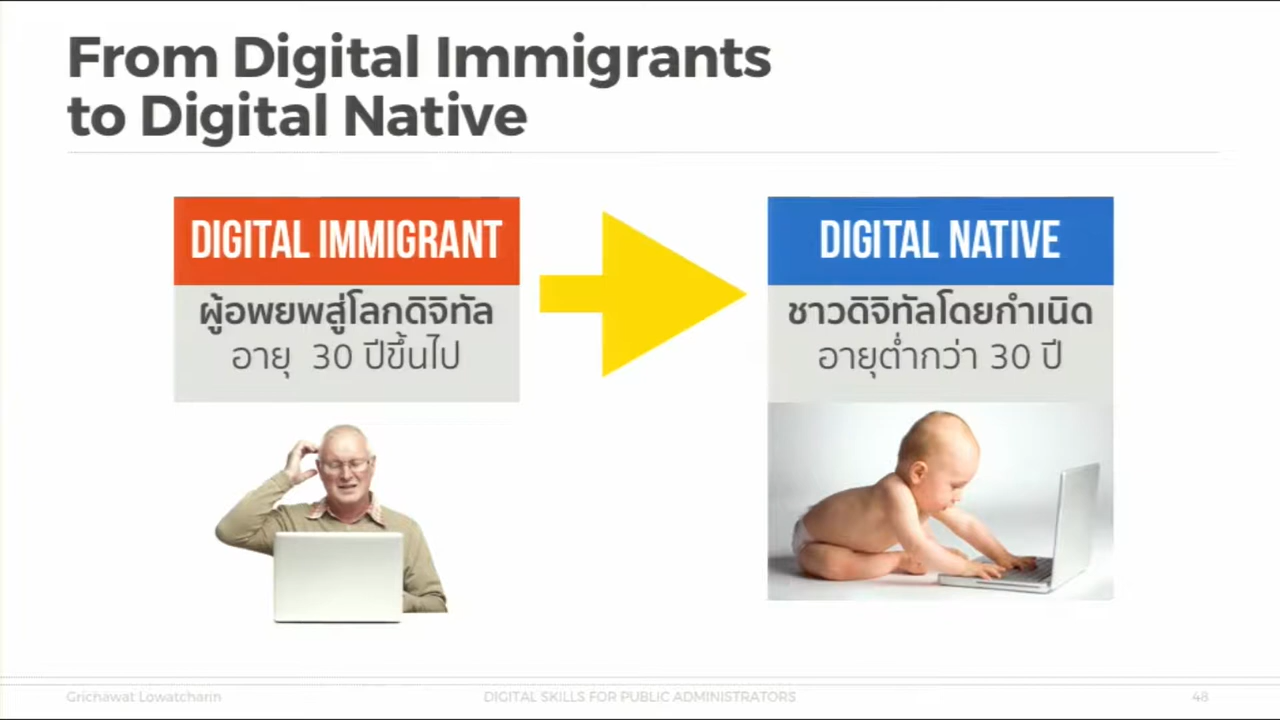 From Digital Immigrants
to Digital Native
DIGITAL IMMIGRANT
ผู้อพยพสู่โลกดิจิทัล
อายุ 30 ปีขึ้นไป
DIGITAL NATIVE
ชาวดิจิทัลโดยกำเนิด
อายุต่ำกว่า 30 ปี
Grichawat Lowatcharin
DIGITAL SKILLS FOR PUBLIC ADMINISTRATORS
48